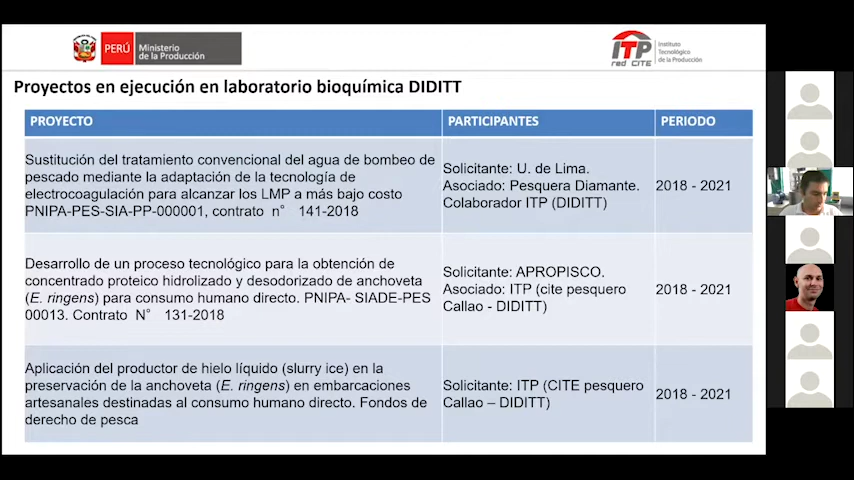 PERÚ
Ministerio
de la Producción
ITP
red CITE
Instituto
Tecnológico
de la Producción
Proyectos en ejecución en laboratorio bioquímica DIDITT
PROYECTO
PARTICIPANTES
PERIODO
Sustitución del tratamiento convencional del agua de bombeo de
pescado mediante la adaptación de la tecnología de
electrocoagulación para alcanzar los LMP a más bajo costo
PNIPA-PES-SIA-PP-000001, contrato n° 141-2018
Solicitante: U. de Lima.
Asociado: Pesquera Diamante.
Colaborador ITP (DIDITT)
2018 - 2021
Desarrollo de un proceso tecnológico para la obtención de
concentrado proteico hidrolizado y desodorizado de anchoveta
(E. ringens) para consumo humano directo. PNIPA- SIADE-PES
00013. Contrato N° 131-2018
Solicitante: APROPISCO.
Asociado: ITP (cite pesquero
Callao - DIDITT)
2018 - 2021
Aplicación del productor de hielo líquido (slurry ice) en la
preservación de la anchoveta (E. ringens) en embarcaciones
artesanales destinadas al consumo humano directo. Fondos de
derecho de pesca
Solicitante: ITP (CITE pesquero
Callao – DIDITT)
2018 - 2021